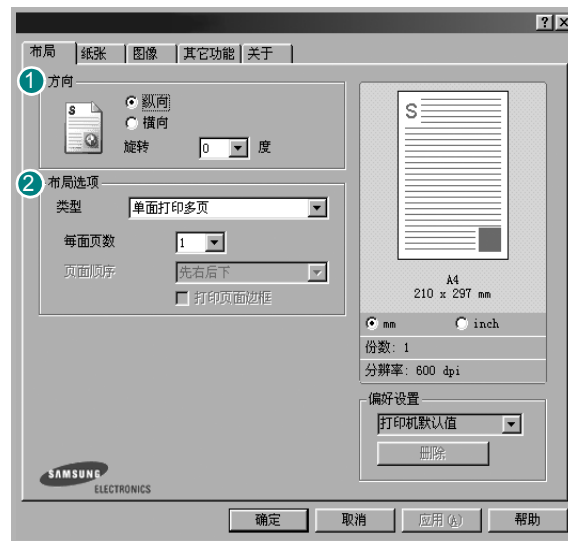 ? x
布局 纸张 图像 其它功能 关于
1 方向
S
纵向
横向
旋转 0 度
2 布局选项
类型 单面打印多页
每面页数 1
页面顺序 先右后下
打印页面边框
S
A4
210 x 297 mm
mm inch
份数: 1
分辨率: 600 dpi
偏好设置
打印机默认值
删除
SAMSUNG
ELECTRONICS
确定 取消 应用(A) 帮助